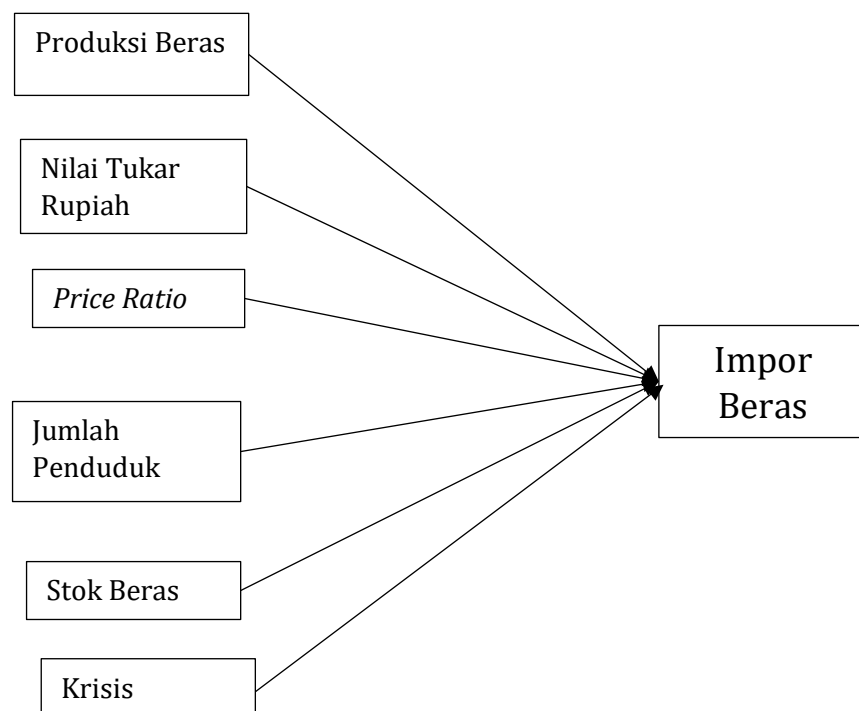 Produksi Beras
Nilai Tukar
Rupiah
Price Ratio
Impor
Beras
Jumlah
Penduduk
Stok Beras
Krisis